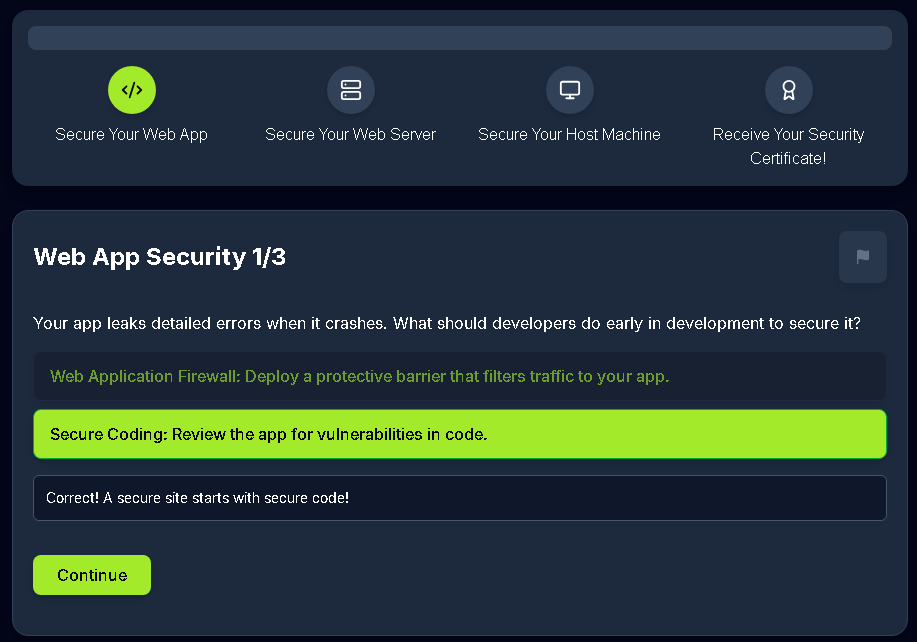 Secure Your Web App
Secure Your Web Server
Secure Your Host Machine
Receive Your Security
Certificate!
Web App Security 1/3
Your app leaks detailed errors when it crashes. What should developers do early in development to secure it?
Web Application Firewall: Deploy a protective barrier that filters traffic to your app.
Secure Coding: Review the app for vulnerabilities in code.
Correct! A secure site starts with secure code!
Continue